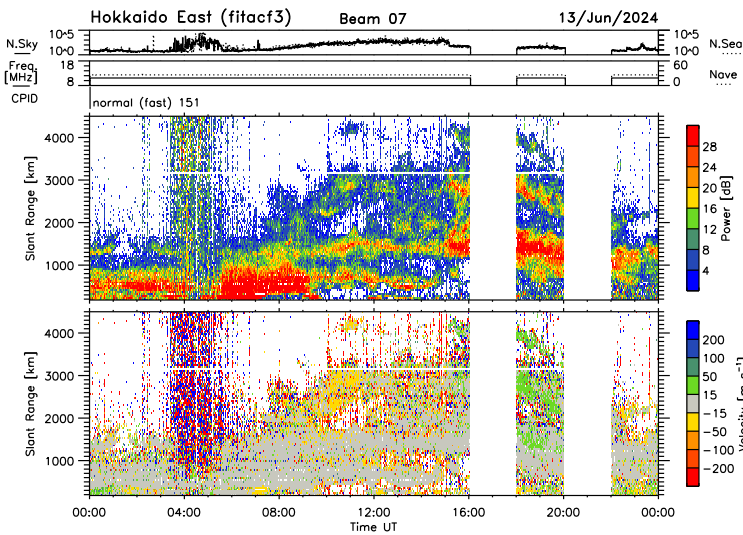 Hokkaido East (fitacf3) Beam 07 13/Jun/2024
N.Sky 10^5 10^0 10^5 10^0 N.Sea
Freq. [MHz] 18 8 60 0 Nave
CPID normal (fast) 151
Slant Range [km] 4000 3000 2000 1000
Power [dB] 28 24 20 16 12 8 4
Slant Range [km] 4000 3000 2000 1000
Velocity [m s^-1] 200 100 50 15 -15 -50 -100 -200
00:00 04:00 08:00 12:00 16:00 20:00 00:00
Time UT